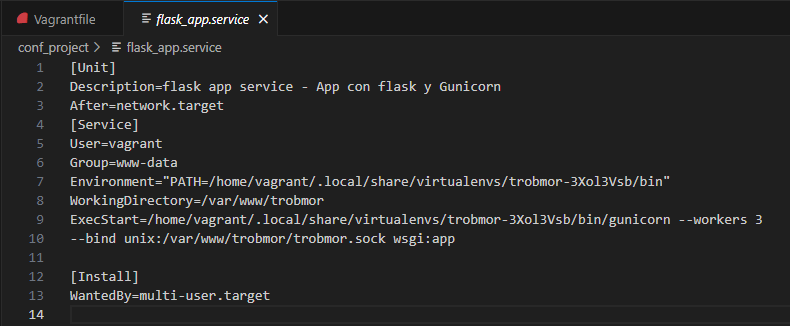 Vagrantfile
flask_app.service
conf_project > flask_app.service
1 [Unit]
2 Description=flask app service - App con flask y Gunicorn
3 After=network.target
4 [Service]
5 User=vagrant
6 Group=www-data
7 Environment="PATH=/home/vagrant/.local/share/virtualenvs/trobmor-3Xol3Vsb/bin"
8 WorkingDirectory=/var/www/trobmor
9 ExecStart=/home/vagrant/.local/share/virtualenvs/trobmor-3Xol3Vsb/bin/gunicorn --workers 3
10 --bind unix:/var/www/trobmor/trobmor.sock wsgi:app
11
12 [Install]
13 WantedBy=multi-user.target
14